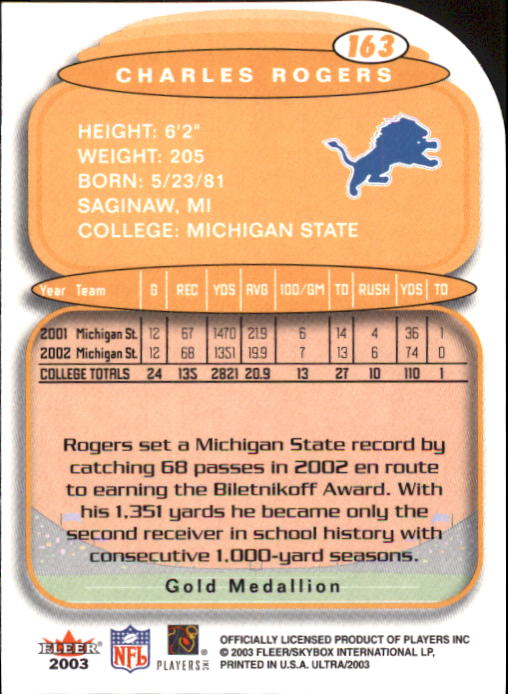 163
CHARLES ROGERS
HEIGHT: 6'2"
WEIGHT: 205
BORN: 5/23/81
SAGINAW, MI
COLLEGE: MICHIGAN STATE
Year Team G REC YDS AVG 100/GM TD RUSH YDS TD
2001 Michigan St. 12 67 1470 21.9 6 14 4 36 1
2002 Michigan St. 12 68 1351 19.9 7 13 6 74 0
COLLEGE TOTALS 24 135 2821 20.9 13 27 10 110 1
Rogers set a Michigan State record by
catching 68 passes in 2002 en route
to earning the Biletnikoff Award. With
his 1,351 yards he became only the
second receiver in school history with
consecutive 1,000-yard seasons.
Gold Medallion
FLEER
2003
NFL
PLAYERS INC
OFFICIALLY LICENSED PRODUCT OF PLAYERS INC
© 2003 FLEER/SKYBOX INTERNATIONAL LP,
PRINTED IN U.S.A. ULTRA/2003